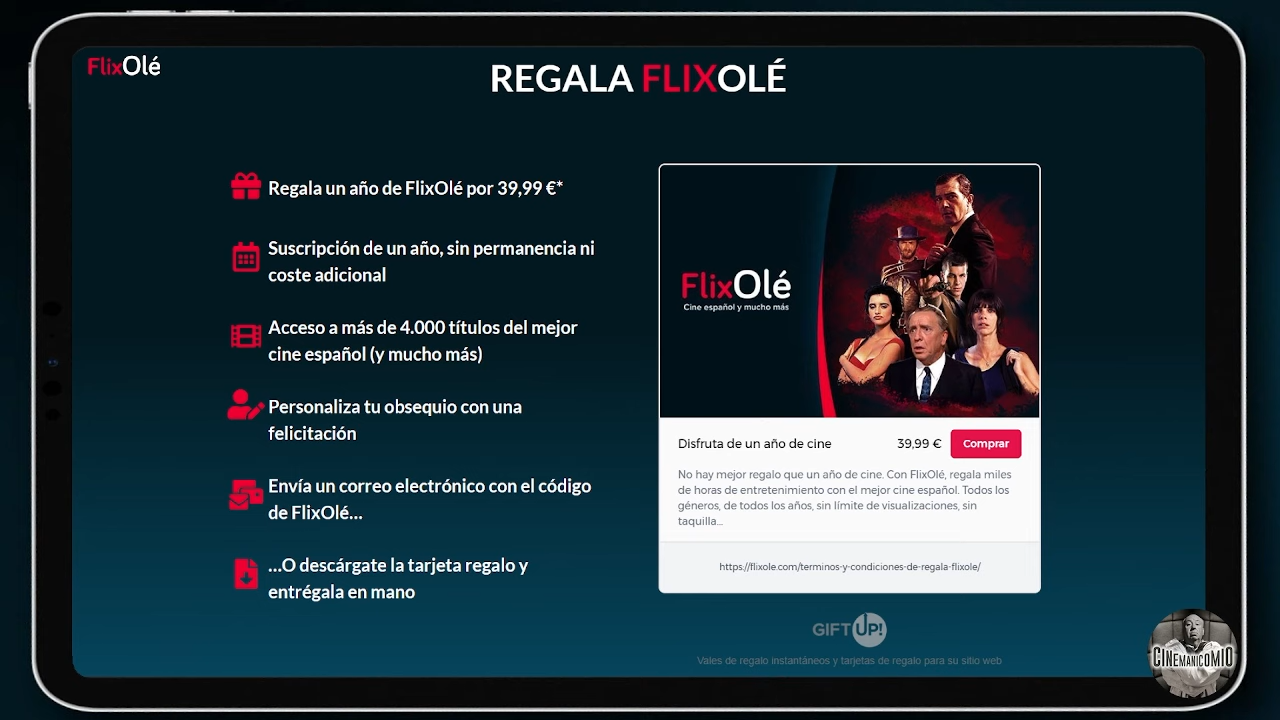 FlixOlé
REGALA FLIXOLÉ
Regala un año de FlixOlé por 39,99 €*
Suscripción de un año, sin permanencia ni
coste adicional
Acceso a más de 4.000 títulos del mejor
cine español (y mucho más)
Personaliza tu obsequio con una
felicitación
Envía un correo electrónico con el código
de FlixOlé...
...O descárgate la tarjeta regalo y
entrégala en mano
FlixOlé
Cine español y mucho más
Disfruta de un año de cine 39,99 € Comprar
No hay mejor regalo que un año de cine. Con FlixOlé, regala miles
de horas de entretenimiento con el mejor cine español. Todos los
géneros, de todos los años, sin límite de visualizaciones, sin
taquilla...
https://flixole.com/terminos-y-condiciones-de-regala-flixole/
GIFT UP!
Vales de regalo instantáneos y tarjetas de regalo para su sitio web
CINEMANICOMIO